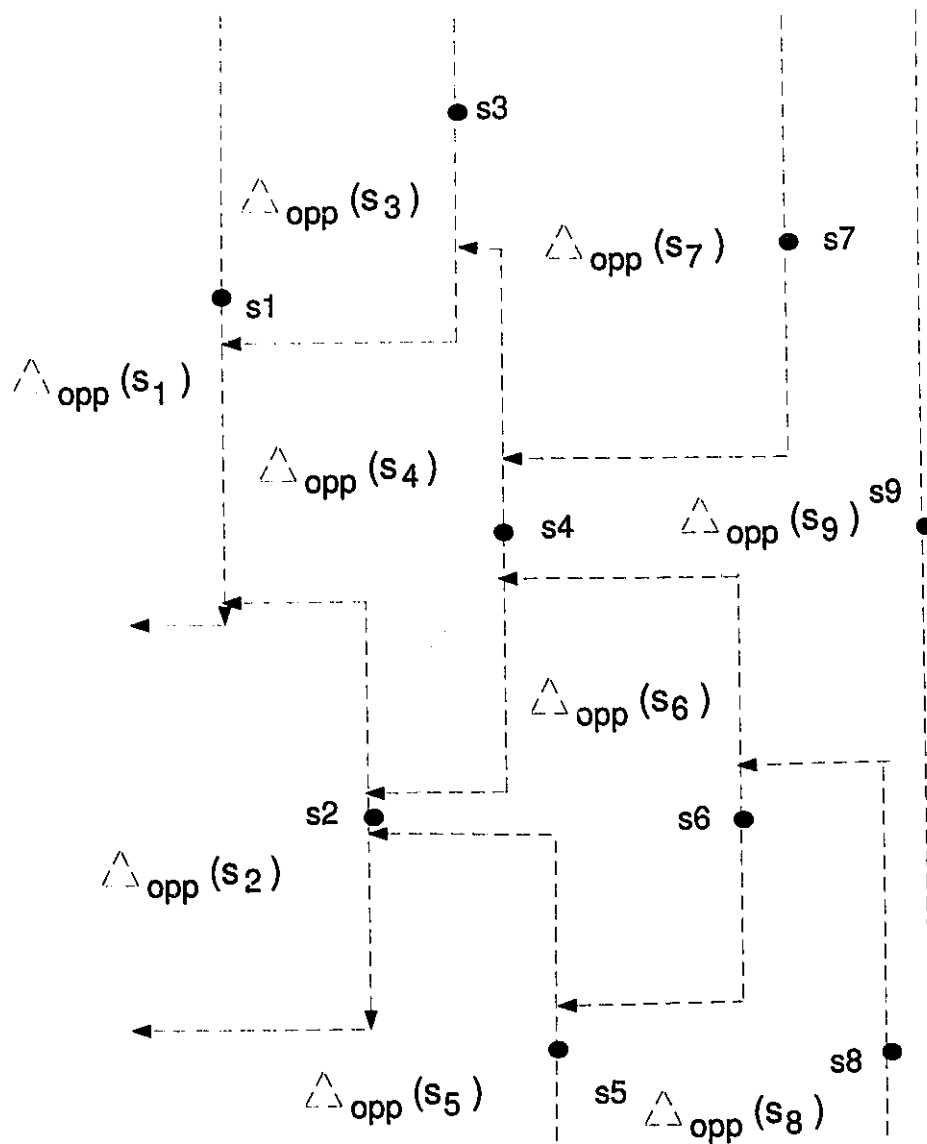 s3
△opp(s3)
△opp(s7)
s7
s1
△opp(s1)
△opp(s4)
s9
s4
△opp(s9)
△opp(s6)
s2
s6
△opp(s2)
s8
△opp(s5)
s5
△opp(s8)